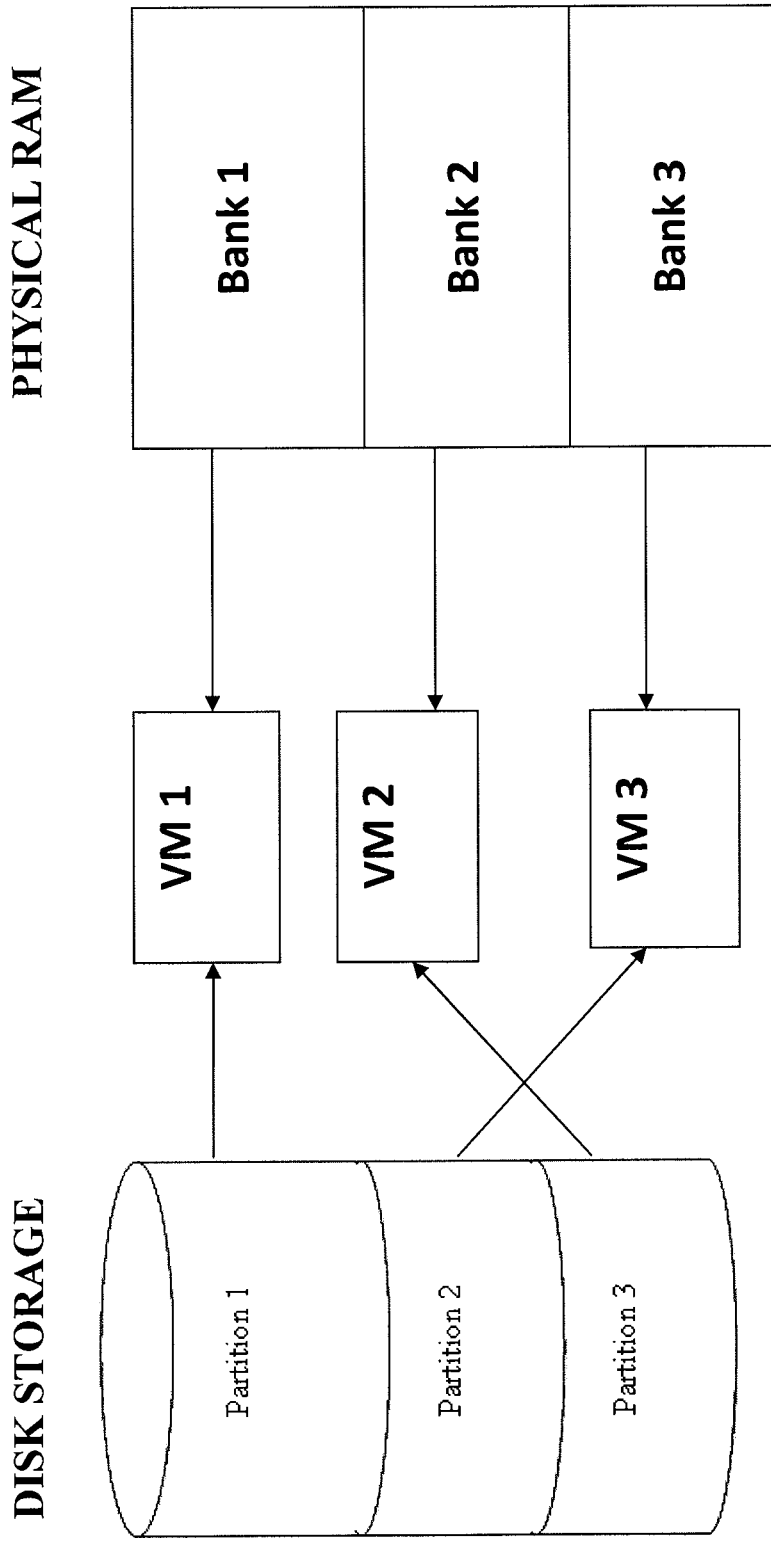 DISK STORAGE
PHYSICAL RAM
Partition 1
Partition 2
Partition 3
VM 1
VM 2
VM 3
Bank 1
Bank 2
Bank 3